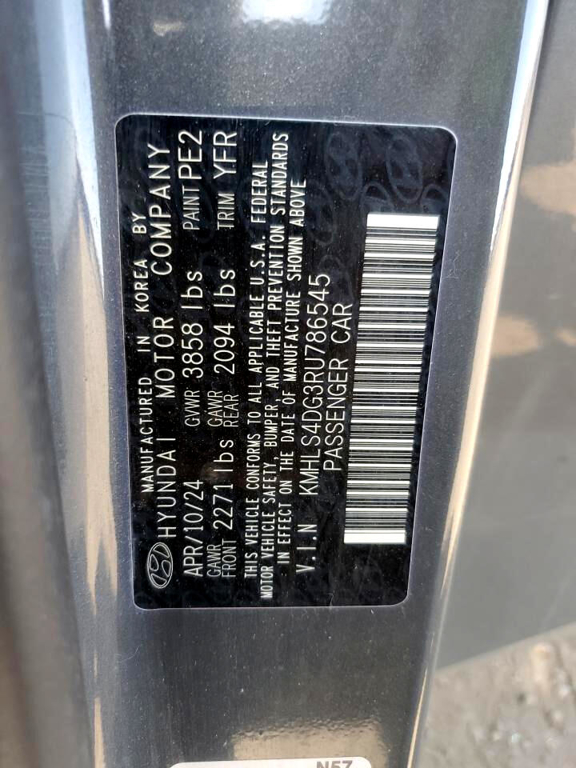 MANUFACTURED IN KOREA BY
HYUNDAI MOTOR COMPANY
APR/10/24 GVWR 3858 lbs PAINT PE2
GAWR FRONT 2271 lbs GAWR REAR 2094 lbs TRIM YFR
THIS VEHICLE CONFORMS TO ALL APPLICABLE U.S.A. FEDERAL
MOTOR VEHICLE SAFETY, BUMPER, AND THEFT PREVENTION STANDARDS
IN EFFECT ON THE DATE OF MANUFACTURE SHOWN ABOVE
V.I.N KMHLS4DG3RU786545
PASSENGER CAR